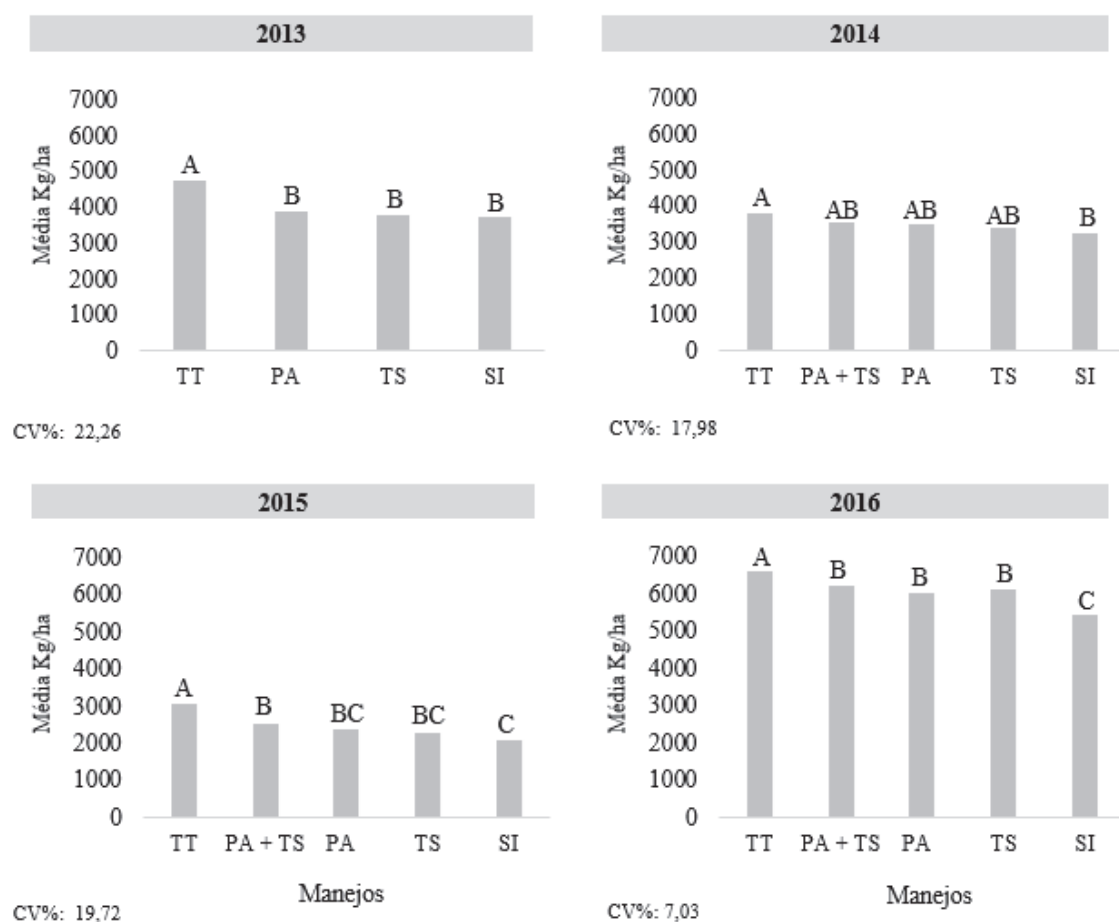 2013
Média Kg/ha
7000
6000
5000
4000
3000
2000
1000
0
A
B
B
B
TT PA TS SI
CV%: 22,26
2014
Média Kg/ha
7000
6000
5000
4000
3000
2000
1000
0
A
AB
AB
AB
B
TT PA + TS PA TS SI
CV%: 17,98
2015
Média Kg/ha
7000
6000
5000
4000
3000
2000
1000
0
A
B
BC
BC
C
TT PA + TS PA TS SI
Manejos
CV%: 19,72
2016
Média Kg/ha
7000
6000
5000
4000
3000
2000
1000
0
A
B
B
B
C
TT PA + TS PA TS SI
Manejos
CV%: 7,03